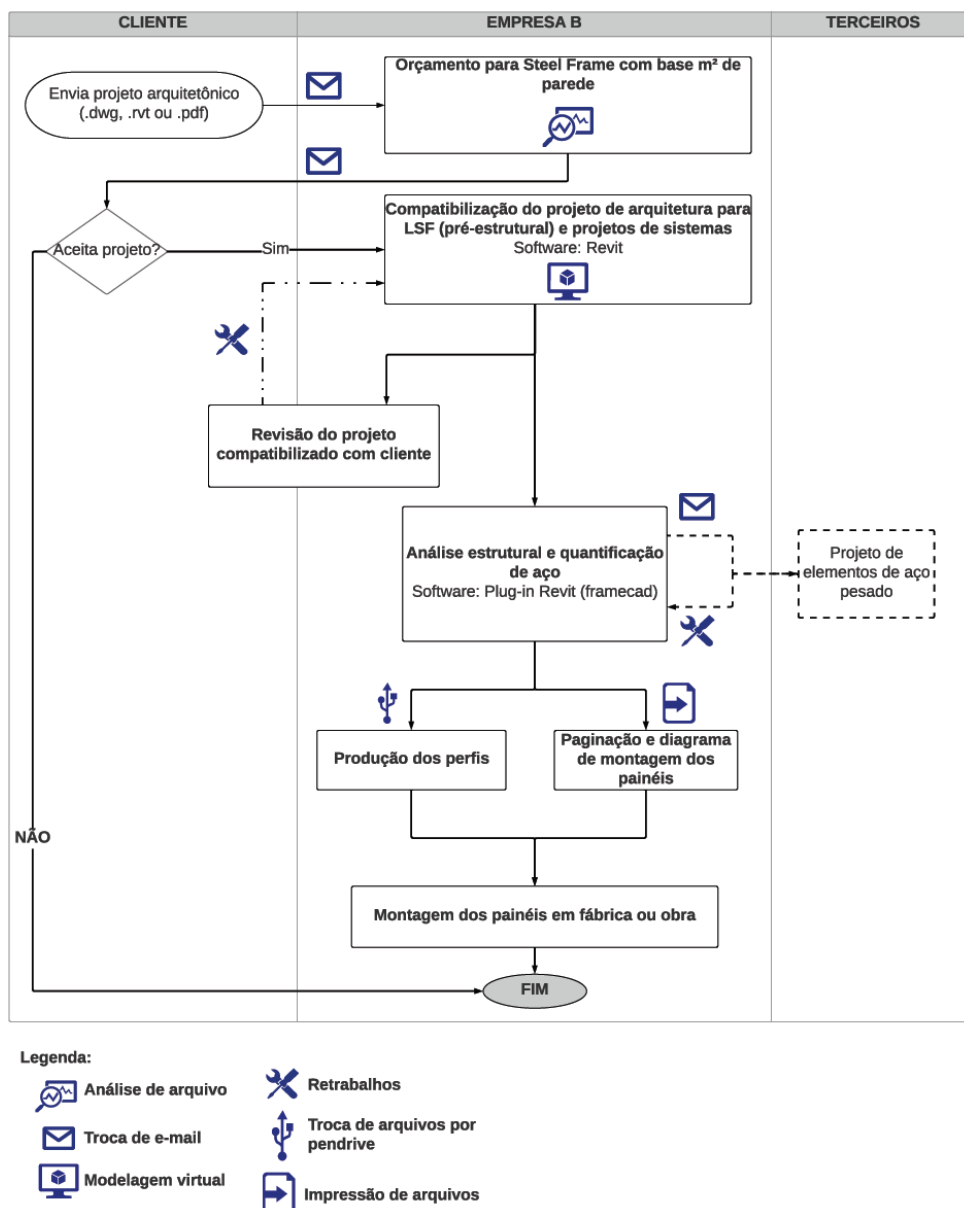 CLIENTE
EMPRESA B
TERCEIROS
Envia projeto arquitetônico
(.dwg, .rvt ou .pdf)
Orçamento para Steel Frame com base m² de
parede
Aceita projeto?
Sim
Compatibilização do projeto de arquitetura para
LSF (pré-estrutural) e projetos de sistemas
Software: Revit
Revisão do projeto
compatibilizado com cliente
Análise estrutural e quantificação
de aço
Software: Plug-in Revit (framecad)
Projeto de
elementos de aço
pesado
Produção dos perfis
Paginação e diagrama
de montagem dos
painéis
NÃO
Montagem dos painéis em fábrica ou obra
FIM
Legenda:
Análise de arquivo
Troca de e-mail
Modelagem virtual
Retrabalhos
Troca de arquivos por
pendrive
Impressão de arquivos